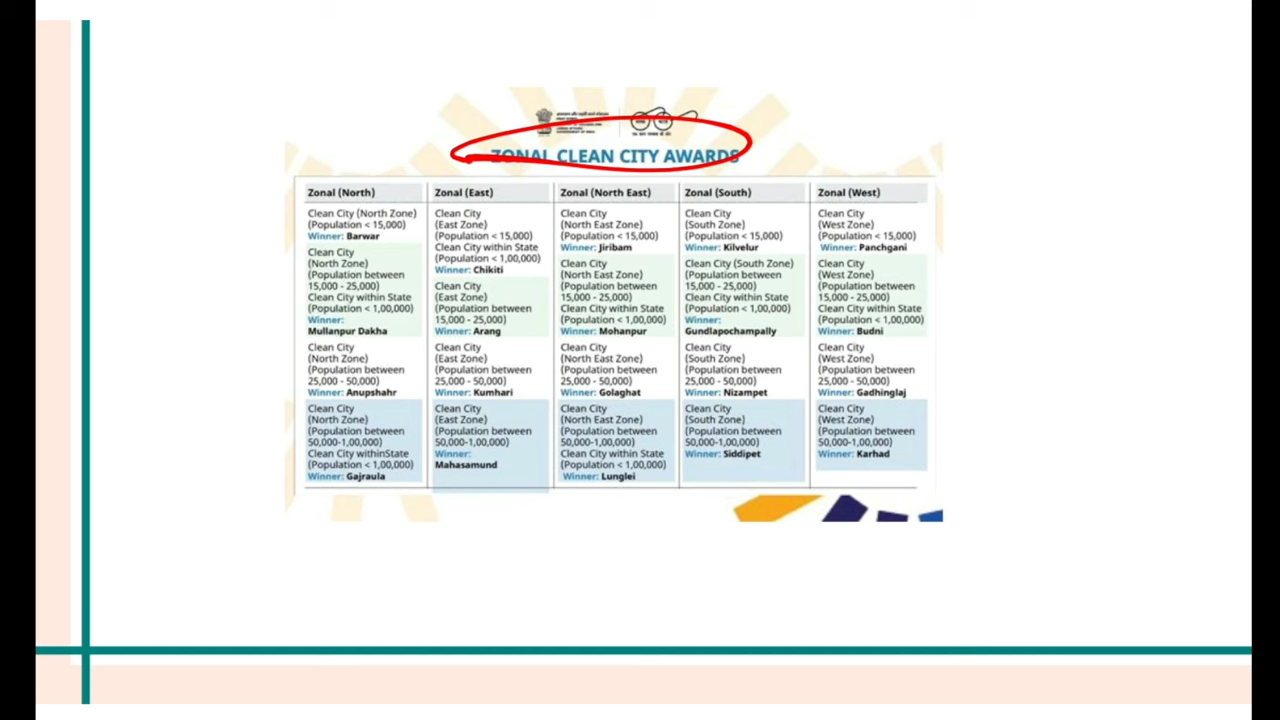 ZONAL CLEAN CITY AWARDS
Zonal (North)
Clean City (North Zone)
(Population < 15,000)
Winner: Barwar
Clean City
(North Zone)
(Population between
15,000 - 25,000)
Clean City within State
(Population < 1,00,000)
Winner:
Mullanpur Dakha
Clean City
(North Zone)
(Population between
25,000 - 50,000)
Winner: Anupshahr
Clean City
(North Zone)
(Population between
50,000-1,00,000)
Clean City withinState
(Population < 1,00,000)
Winner: Gajraula
Zonal (East)
Clean City
(East Zone)
(Population < 15,000)
Clean City within State
(Population < 1,00,000)
Winner: Chikiti
Clean City
(East Zone)
(Population between
15,000 - 25,000)
Winner: Arang
Clean City
(East Zone)
(Population between
25,000 - 50,000)
Winner: Kumhari
Clean City
(East Zone)
(Population between
50,000-1,00,000)
Winner:
Mahasamund
Zonal (North East)
Clean City
(North East Zone)
(Population < 15,000)
Winner: Jiribam
Clean City
(North East Zone)
(Population between
15,000 - 25,000)
Clean City within State
(Population < 1,00,000)
Winner: Mohanpur
Clean City
(North East Zone)
(Population between
25,000 - 50,000)
Winner: Golaghat
Clean City
(North East Zone)
(Population between
50,000-1,00,000)
Clean City within State
(Population < 1,00,000)
Winner: Lunglei
Zonal (South)
Clean City
(South Zone)
(Population < 15,000)
Winner: Kilvelur
Clean City (South Zone)
(Population between
15,000 - 25,000)
Clean City within State
(Population < 1,00,000)
Winner:
Gundlapochampally
Clean City
(South Zone)
(Population between
25,000 - 50,000)
Winner: Nizampet
Clean City
(South Zone)
(Population between
50,000-1,00,000)
Winner: Siddipet
Zonal (West)
Clean City
(West Zone)
(Population < 15,000)
Winner: Panchgani
Clean City
(West Zone)
(Population between
15,000 - 25,000)
Clean City within State
(Population < 1,00,000)
Winner: Budni
Clean City
(West Zone)
(Population between
25,000 - 50,000)
Winner: Gadhinglaj
Clean City
(West Zone)
(Population between
50,000-1,00,000)
Winner: Karhad